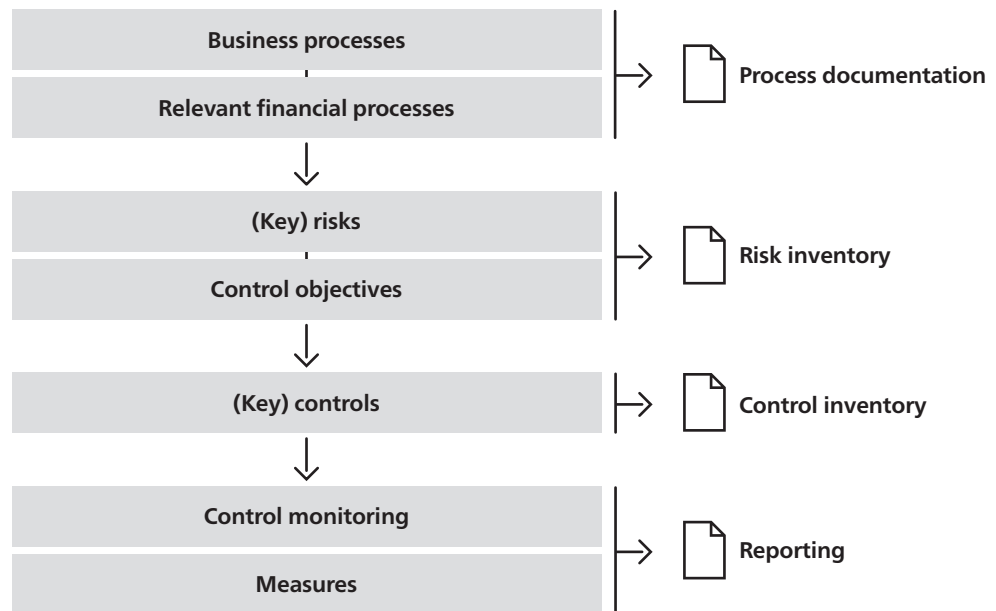 Business processes
Process documentation
Relevant financial processes
(Key) risks
Risk inventory
Control objectives
(Key) controls
Control inventory
Control monitoring
Reporting
Measures